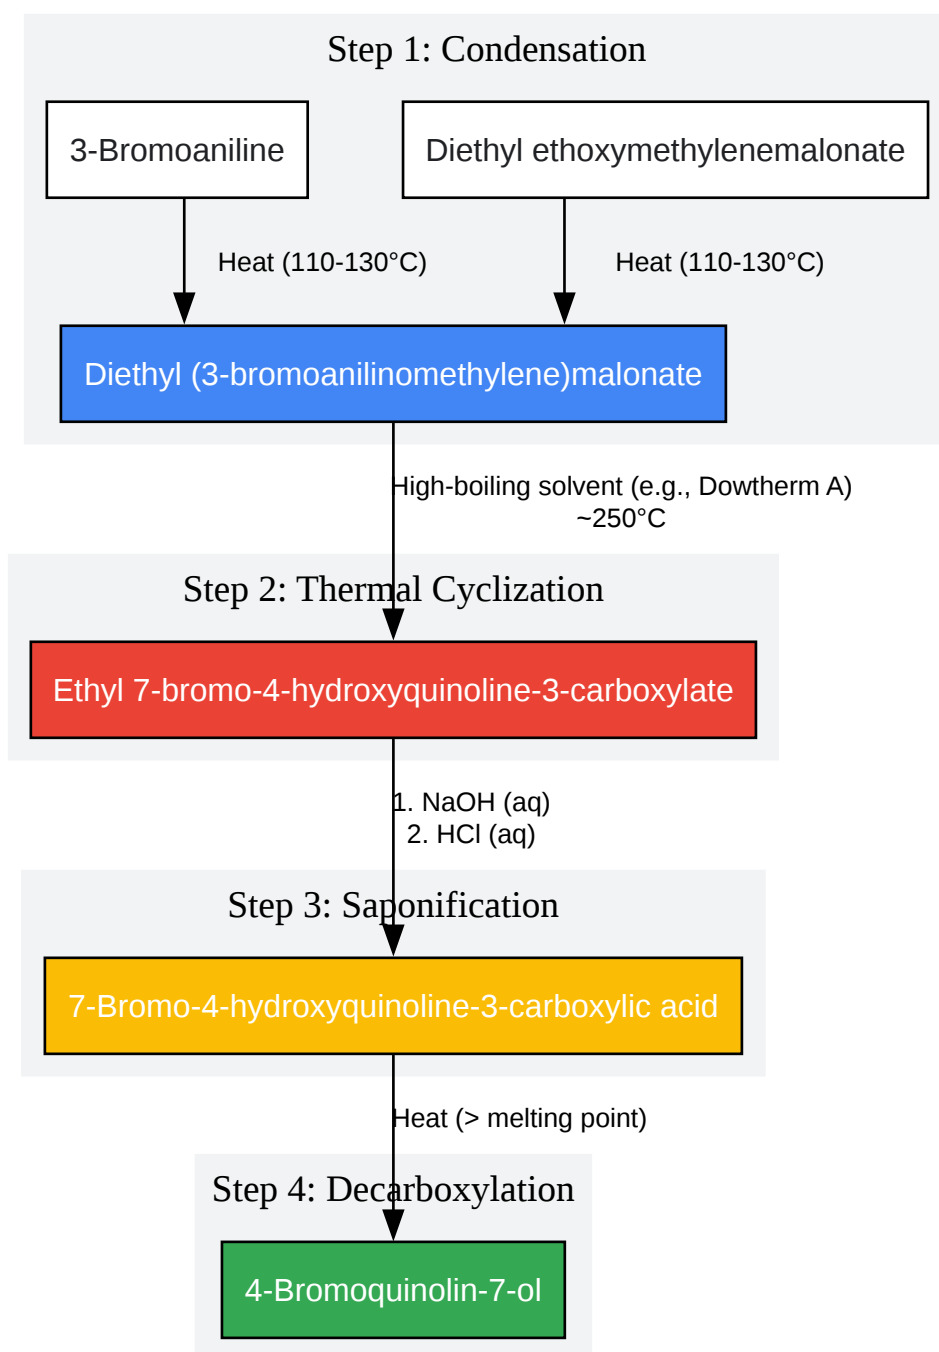 Step 1: Condensation
3-Bromoaniline
Diethyl ethoxymethylenemalonate
Heat (110-130°C)
Heat (110-130°C)
Diethyl (3-bromoanilinomethylene)malonate
High-boiling solvent (e.g., Dowtherm A)
~250°C
Step 2: Thermal Cyclization
Ethyl 7-bromo-4-hydroxyquinoline-3-carboxylate
1. NaOH (aq)
2. HCl (aq)
Step 3: Saponification
7-Bromo-4-hydroxyquinoline-3-carboxylic acid
Heat (> melting point)
Step 4: Decarboxylation
4-Bromoquinolin-7-ol